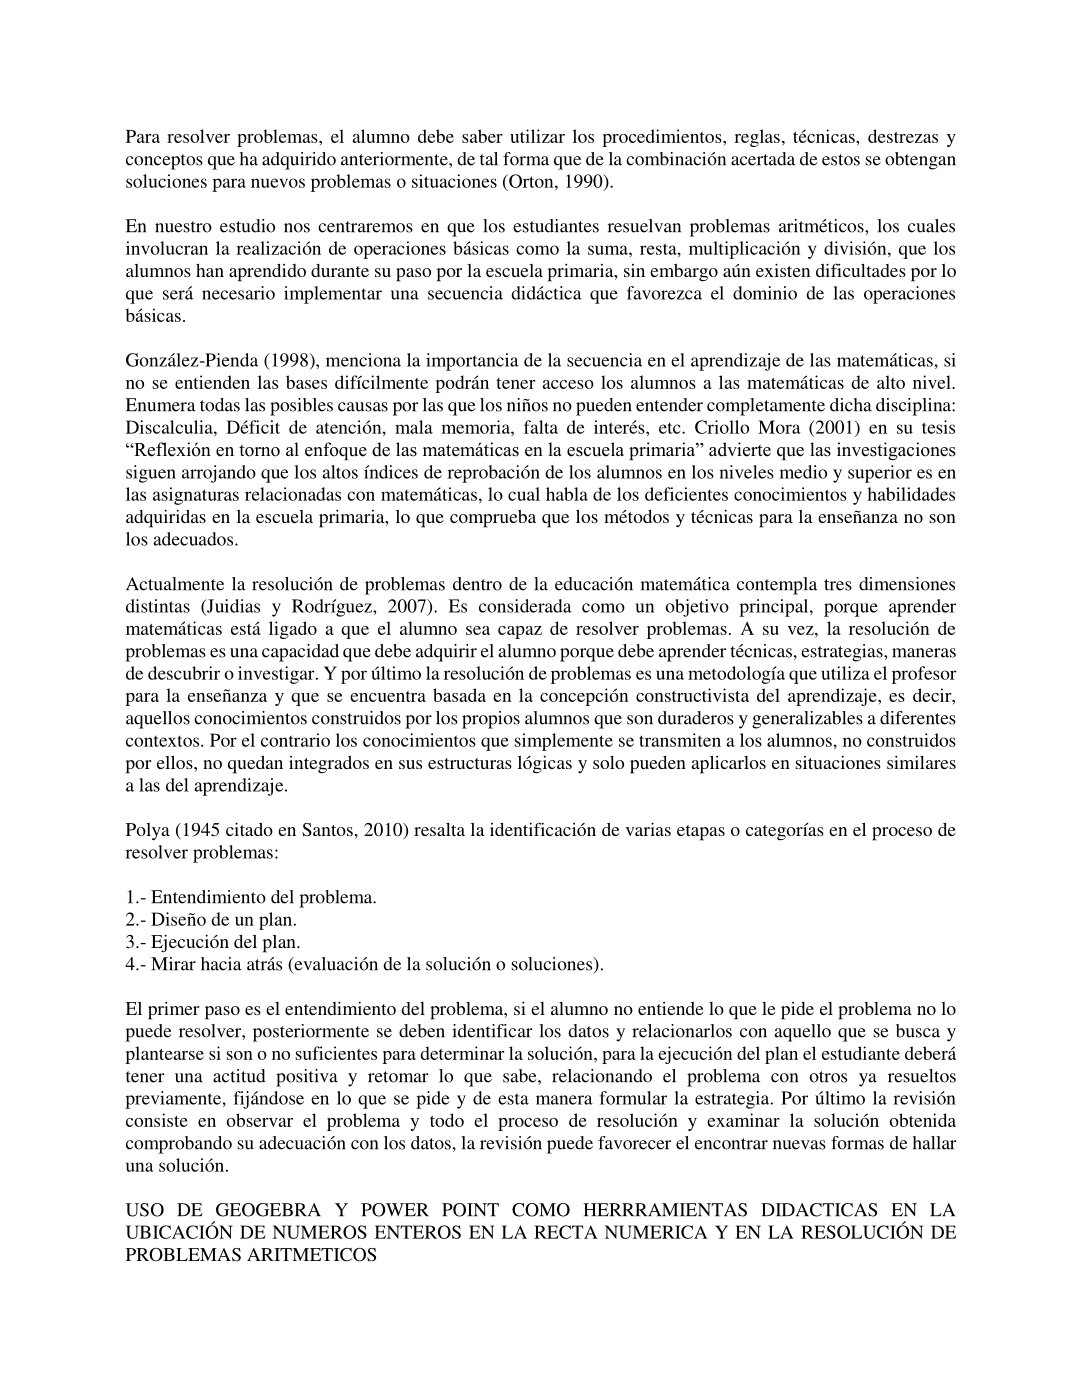 Para resolver problemas, el alumno debe saber utilizar los procedimientos, reglas, técnicas, destrezas y
conceptos que ha adquirido anteriormente, de tal forma que de la combinación acertada de estos se obtengan
soluciones para nuevos problemas o situaciones (Orton, 1990).
En nuestro estudio nos centraremos en que los estudiantes resuelvan problemas aritméticos, los cuales
involucran la realización de operaciones básicas como la suma, resta, multiplicación y división, que los
alumnos han aprendido durante su paso por la escuela primaria, sin embargo aún existen dificultades por lo
que será necesario implementar una secuencia didáctica que favorezca el dominio de las operaciones
básicas.
González-Pienda (1998), menciona la importancia de la secuencia en el aprendizaje de las matemáticas, si
no se entienden las bases difícilmente podrán tener acceso los alumnos a las matemáticas de alto nivel.
Enumera todas las posibles causas por las que los niños no pueden entender completamente dicha disciplina:
Discalculia, Déficit de atención, mala memoria, falta de interés, etc. Criollo Mora (2001) en su tesis
“Reflexión en torno al enfoque de las matemáticas en la escuela primaria” advierte que las investigaciones
siguen arrojando que los altos índices de reprobación de los alumnos en los niveles medio y superior es en
las asignaturas relacionadas con matemáticas, lo cual habla de los deficientes conocimientos y habilidades
adquiridas en la escuela primaria, lo que comprueba que los métodos y técnicas para la enseñanza no son
los adecuados.
Actualmente la resolución de problemas dentro de la educación matemática contempla tres dimensiones
distintas (Juidias y Rodríguez, 2007). Es considerada como un objetivo principal, porque aprender
matemáticas está ligado a que el alumno sea capaz de resolver problemas. A su vez, la resolución de
problemas es una capacidad que debe adquirir el alumno porque debe aprender técnicas, estrategias, maneras
de descubrir o investigar. Y por último la resolución de problemas es una metodología que utiliza el profesor
para la enseñanza y que se encuentra basada en la concepción constructivista del aprendizaje, es decir,
aquellos conocimientos construidos por los propios alumnos que son duraderos y generalizables a diferentes
contextos. Por el contrario los conocimientos que simplemente se transmiten a los alumnos, no construidos
por ellos, no quedan integrados en sus estructuras lógicas y solo pueden aplicarlos en situaciones similares
a las del aprendizaje.
Polya (1945 citado en Santos, 2010) resalta la identificación de varias etapas o categorías en el proceso de
resolver problemas:
1.- Entendimiento del problema.
2.- Diseño de un plan.
3.- Ejecución del plan.
4.- Mirar hacia atrás (evaluación de la solución o soluciones).
El primer paso es el entendimiento del problema, si el alumno no entiende lo que le pide el problema no lo
puede resolver, posteriormente se deben identificar los datos y relacionarlos con aquello que se busca y
plantearse si son o no suficientes para determinar la solución, para la ejecución del plan el estudiante deberá
tener una actitud positiva y retomar lo que sabe, relacionando el problema con otros ya resueltos
previamente, fijándose en lo que se pide y de esta manera formular la estrategia. Por último la revisión
consiste en observar el problema y todo el proceso de resolución y examinar la solución obtenida
comprobando su adecuación con los datos, la revisión puede favorecer el encontrar nuevas formas de hallar
una solución.
USO DE GEOGEBRA Y POWER POINT COMO HERRRAMIENTAS DIDACTICAS EN LA
UBICACIÓN DE NUMEROS ENTEROS EN LA RECTA NUMERICA Y EN LA RESOLUCIÓN DE
PROBLEMAS ARITMETICOS